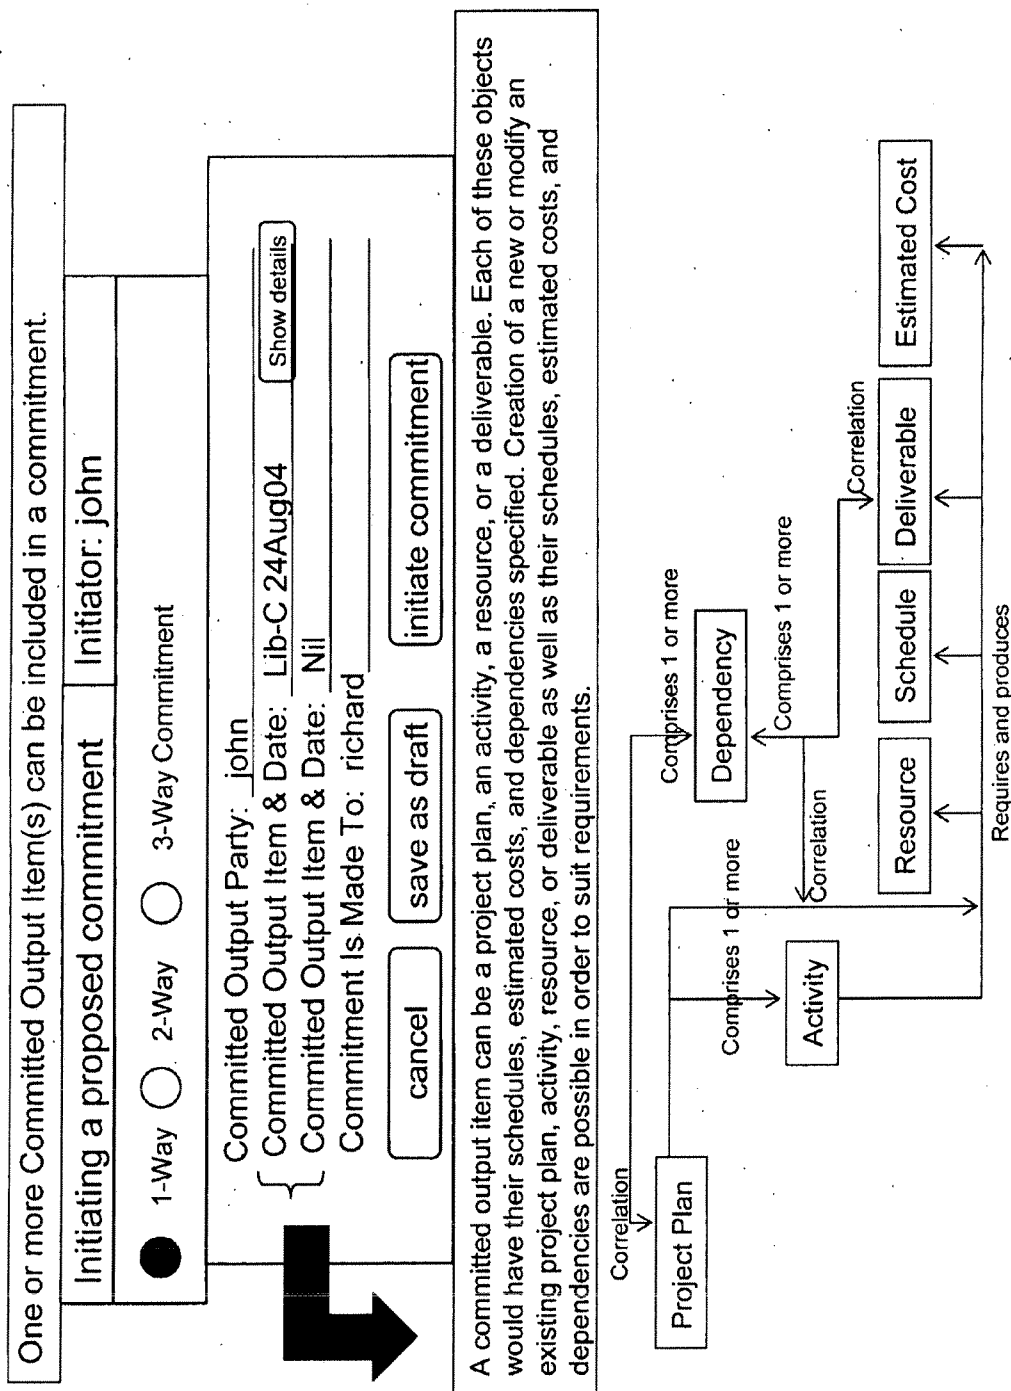 One or more Committed Output Item(s) can be included in a commitment.
Initiating a proposed commitment
Initiator: john
1-Way
2-Way
3-Way Commitment
Committed Output Party: john
Committed Output Item & Date: Lib-C 24Aug04
Show details
Committed Output Item & Date: Nil
Commitment Is Made To: richard
cancel
save as draft
initiate commitment
A committed output item can be a project plan, an activity, a resource, or a deliverable. Each of these objects
would have their schedules, estimated costs, and dependencies specified. Creation of a new or modify an
existing project plan, activity, resource, or deliverable as well as their schedules, estimated costs, and
dependencies are possible in order to suit requirements.
Correlation
Comprises 1 or more
Project Plan
Dependency
Comprises 1 or more
Comprises 1 or more
Correlation
Correlation
Activity
Resource
Schedule
Deliverable
Estimated Cost
Requires and produces